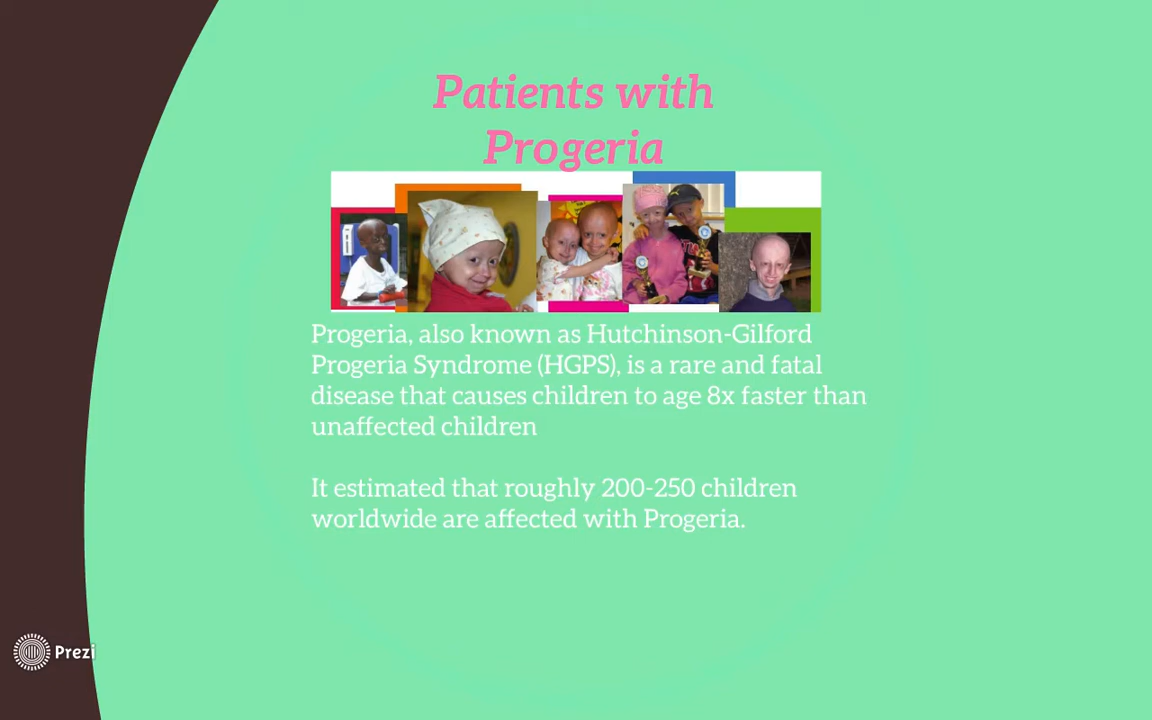 Patients with
Progeria
Progeria, also known as Hutchinson-Gilford
Progeria Syndrome (HGPS), is a rare and fatal
disease that causes children to age 8x faster than
unaffected children
It estimated that roughly 200-250 children
worldwide are affected with Progeria.
Prezi